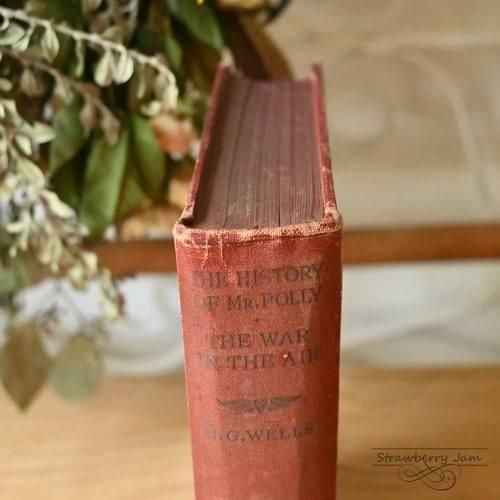 THE HISTORY
OF MR. POLLY
THE WAR
IN THE AIR
H. G. WELLS
Strawberry Jam